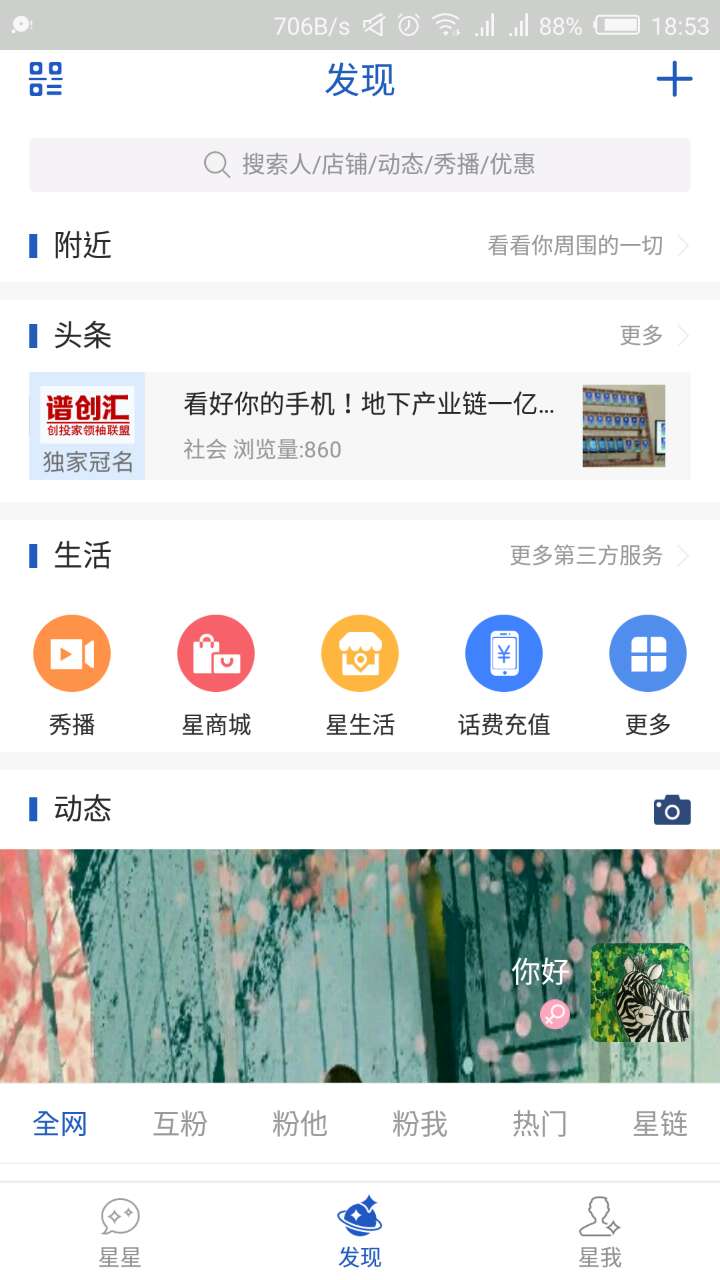 706B/s 88% 18:53
发现
搜索人/店铺/动态/秀播/优惠
附近 看看你周围的一切
头条 更多
谱创汇
创投家领袖联盟
独家冠名
看好你的手机！地下产业链一亿...
社会 浏览量:860
生活 更多第三方服务
秀播 星商城 星生活 话费充值 更多
动态
你好
全网 互粉 粉他 粉我 热门 星链
星星 发现 星我